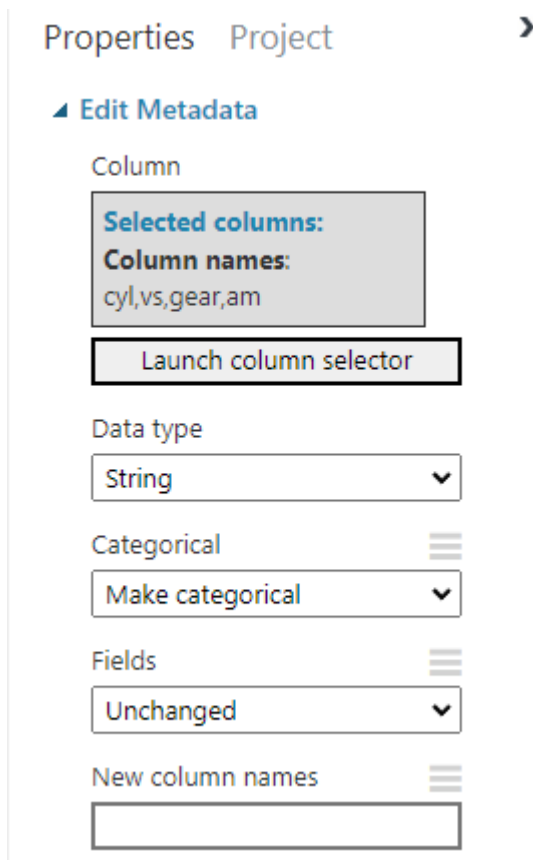 Properties Project
Edit Metadata
Column
Selected columns:
Column names:
cyl,vs,gear,am
Launch column selector
Data type
String
Categorical
Make categorical
Fields
Unchanged
New column names